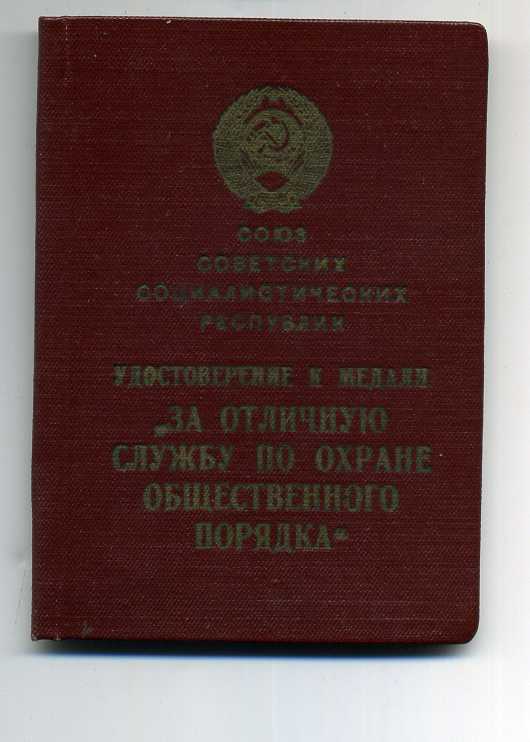 СОЮЗ
СОВЕТСКИХ
СОЦИАЛИСТИЧЕСКИХ
РЕСПУБЛИК
УДОСТОВЕРЕНИЕ К МЕДАЛИ
„ЗА ОТЛИЧНУЮ
СЛУЖБУ ПО ОХРАНЕ
ОБЩЕСТВЕННОГО
ПОРЯДКА“